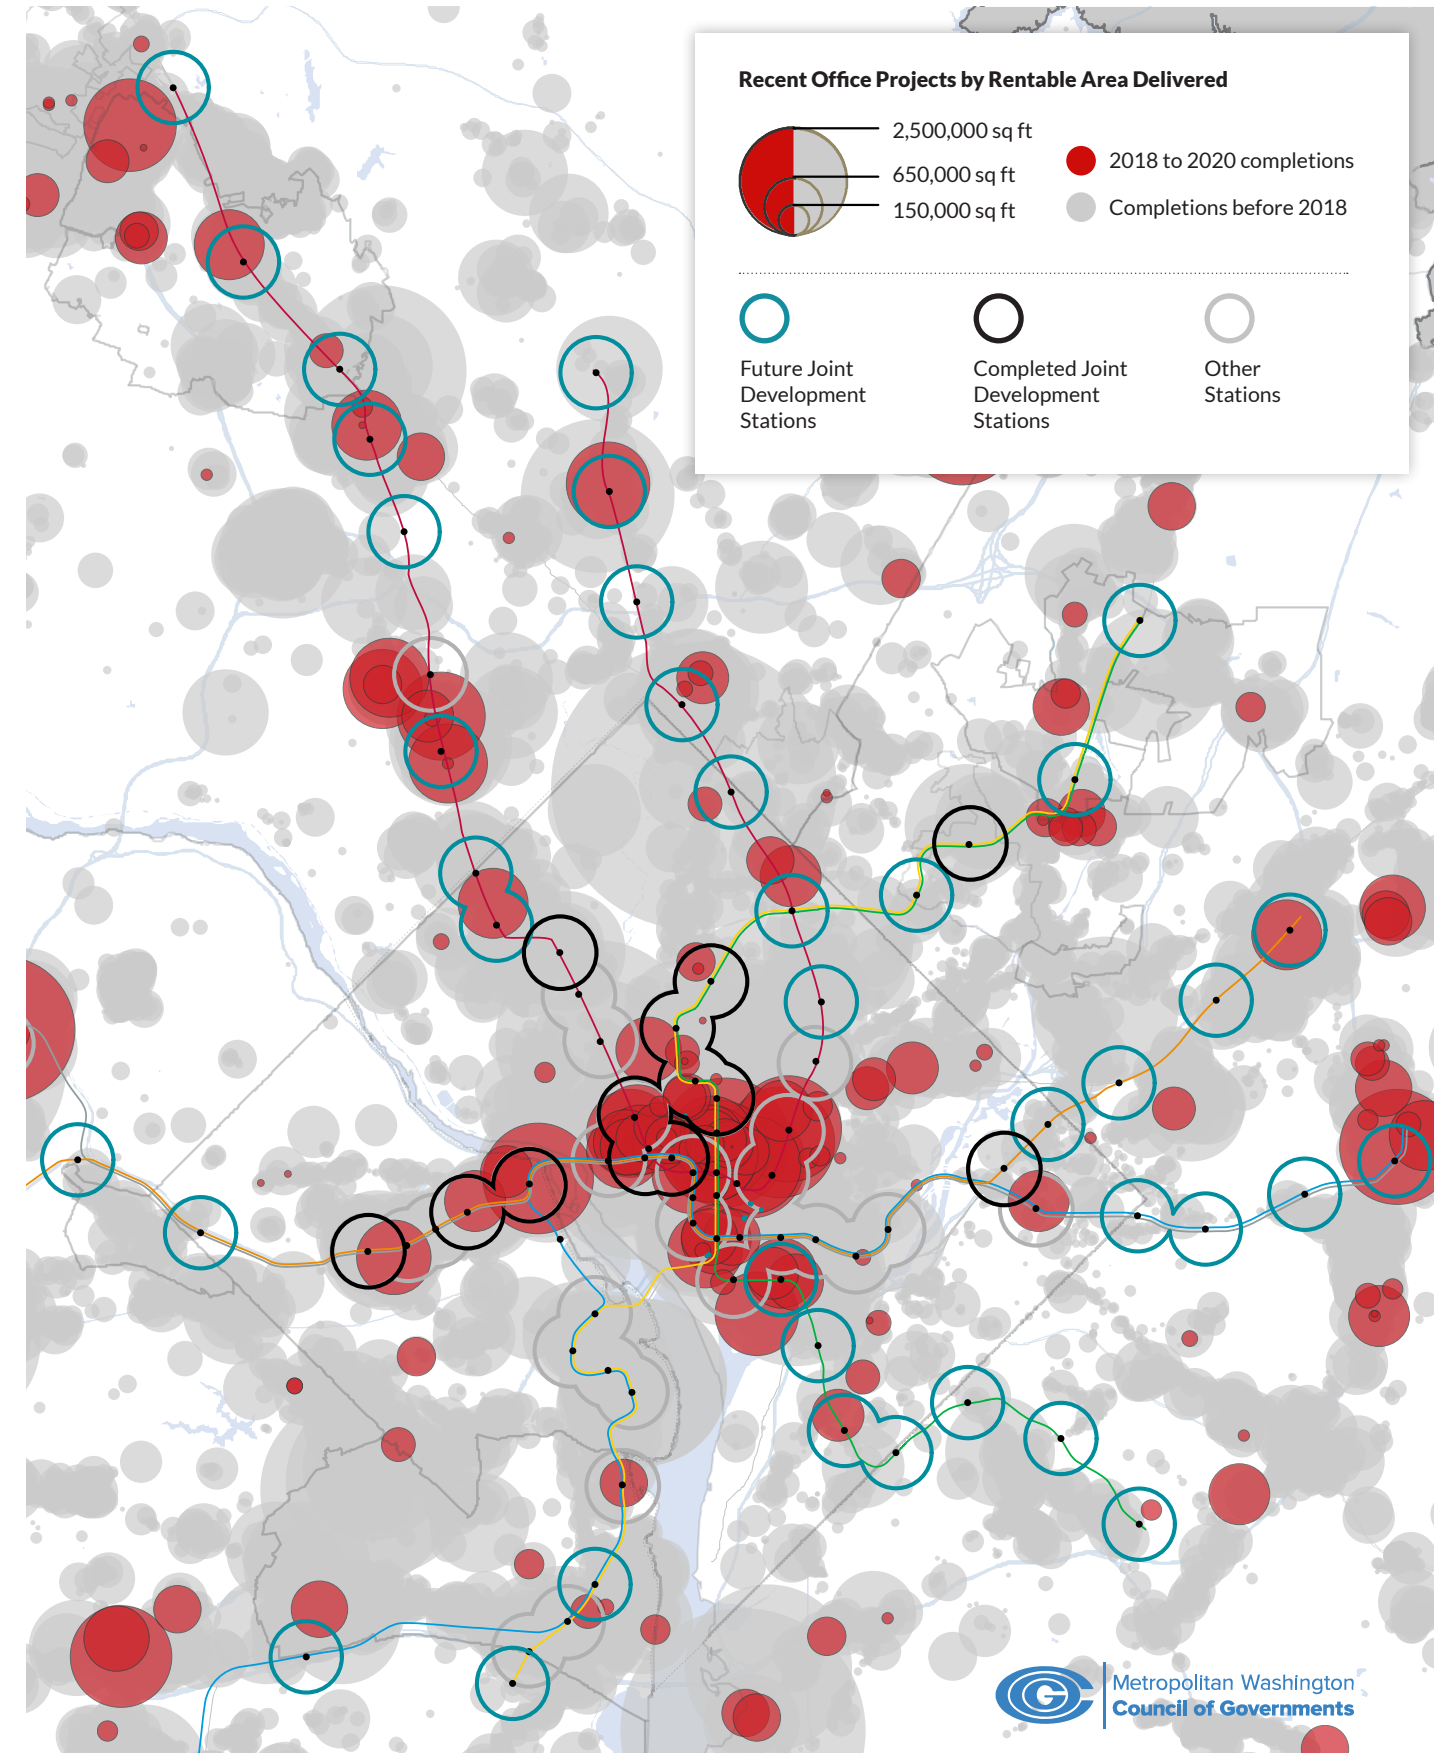 Recent Office Projects by Rentable Area Delivered
2,500,000 sq ft
650,000 sq ft
150,000 sq ft
2018 to 2020 completions
Completions before 2018
Future Joint
Development
Stations
Completed Joint
Development
Stations
Other
Stations
Metropolitan Washington
Council of Governments